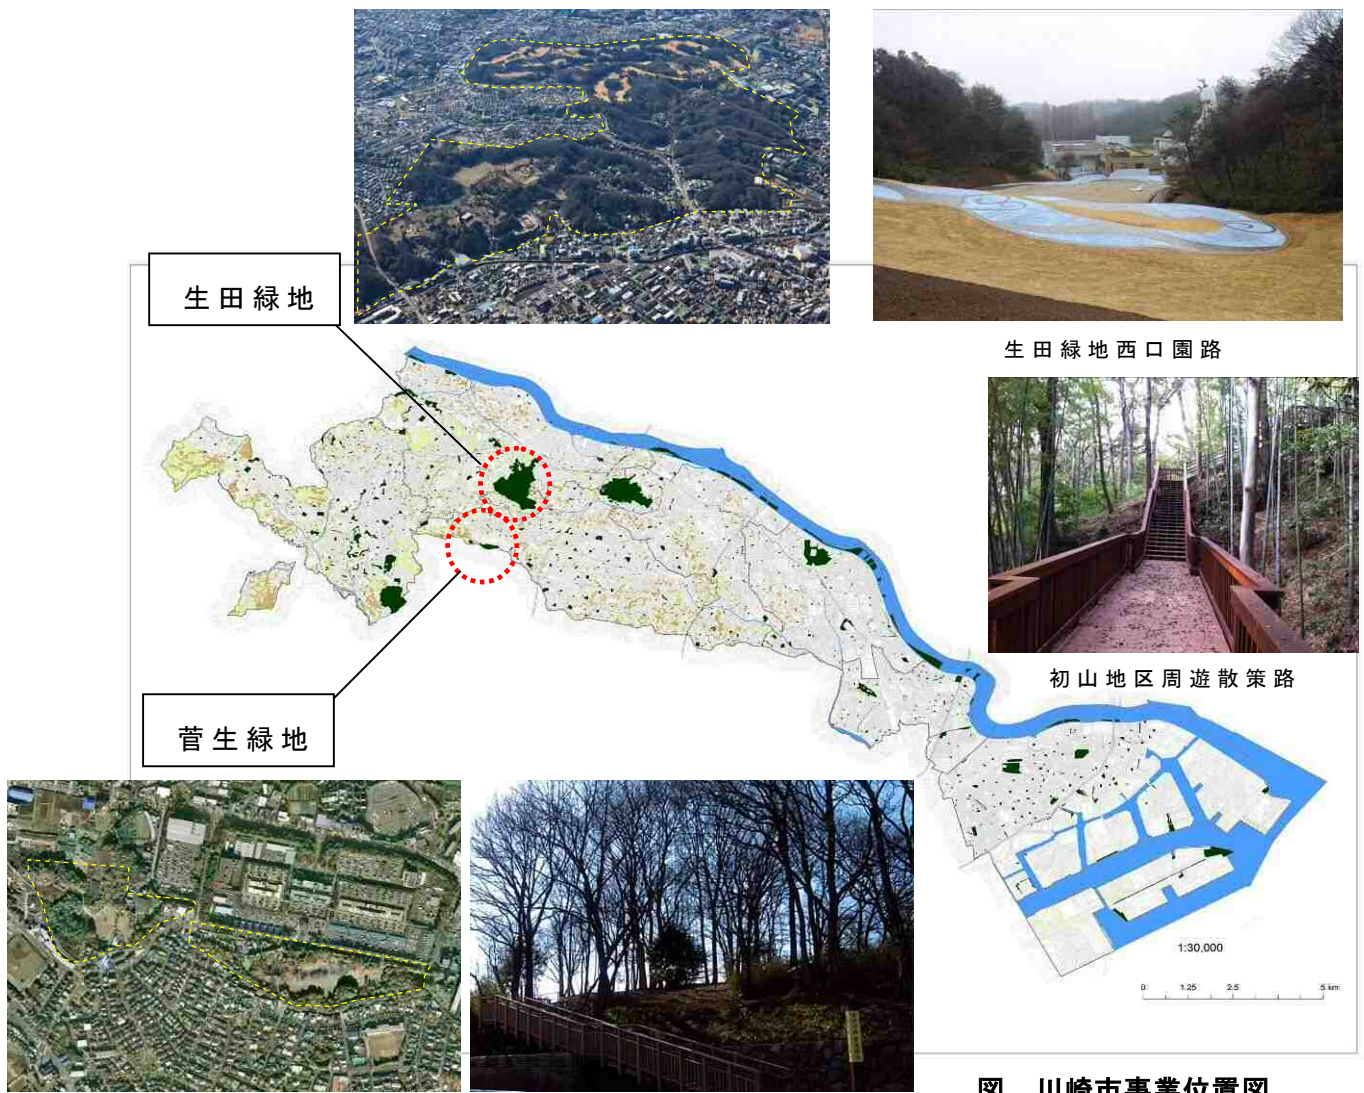 生田緑地
生田緑地西口園路
初山地区周遊散策路
菅生緑地
1:30,000
0 1.25 2.5 5 km
図 川崎市事業位置図